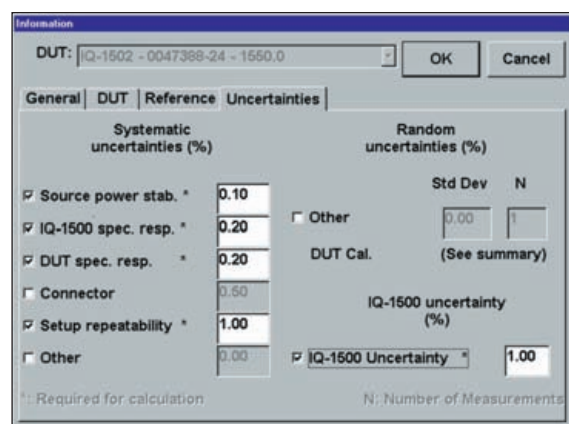 Information
DUT: IQ-1502 - 0047388-24 - 1550.0
OK
Cancel
General
DUT
Reference
Uncertainties
Systematic
uncertainties (%)
Source power stab. * 0.10
IQ-1500 spec. resp. * 0.20
DUT spec. resp. * 0.20
Connector 0.50
Setup repeatability * 1.00
Other 0.00
*: Required for calculation
Random
uncertainties (%)
Std Dev N
Other 0.00 1
DUT Cal. (See summary)
IQ-1500 uncertainty
(%)
IQ-1500 Uncertainty * 1.00
N: Number of Measurements